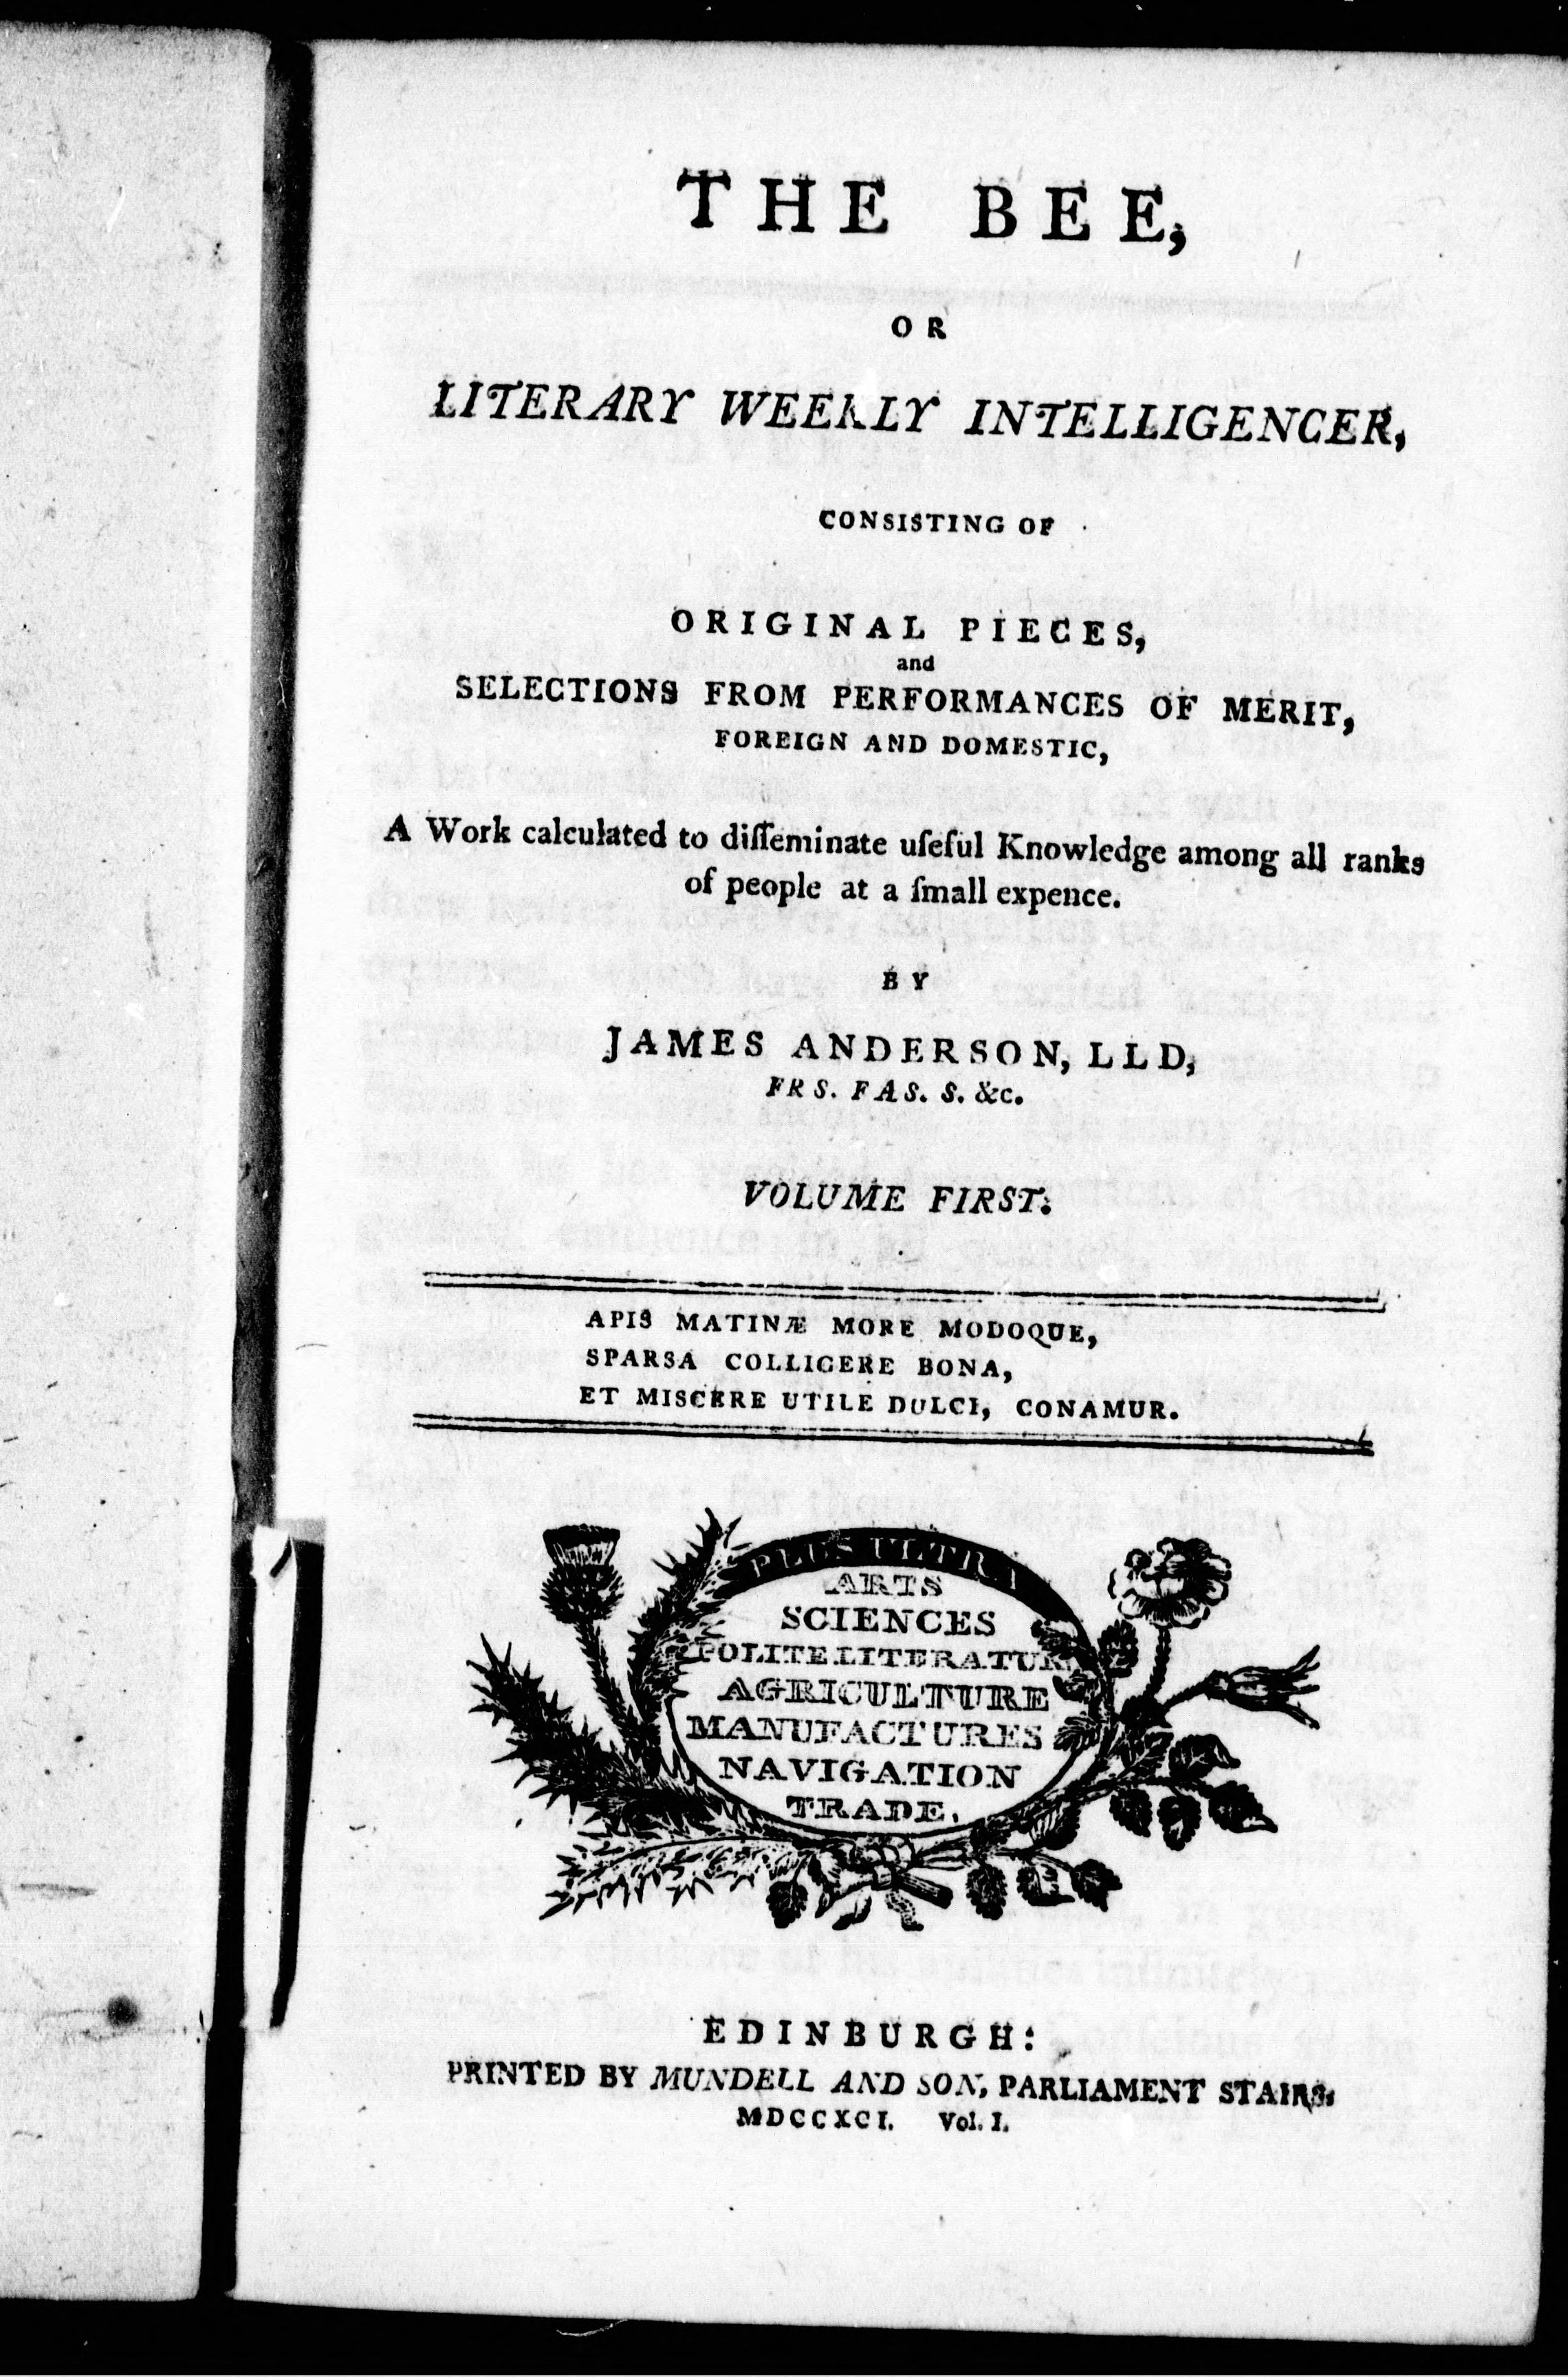 THE BEE,
OR
LITERARY WEEKLY INTELLIGENCER,
CONSISTING OF
ORIGINAL PIECES,
and
SELECTIONS FROM PERFORMANCES OF MERIT,
FOREIGN AND DOMESTIC,
A Work calculated to diſſeminate uſeful Knowledge among all ranks
of people at a ſmall expence.
BY
JAMES ANDERSON, LLD,
FRS. FAS. S. &c.
VOLUME FIRST.
APIS MATINÆ MORE MODOQUE,
SPARSA COLLIGERE BONA,
ET MISCERE UTILE DULCI, CONAMUR.
PLUS ULTRA
ARTS
SCIENCES
POLITE LITERATUR
AGRICULTURE
MANUFACTURES
NAVIGATION
TRADE.
EDINBURGH:
PRINTED BY MUNDELL AND SON, PARLIAMENT STAIRS.
MDCCXCI. Vol. I.